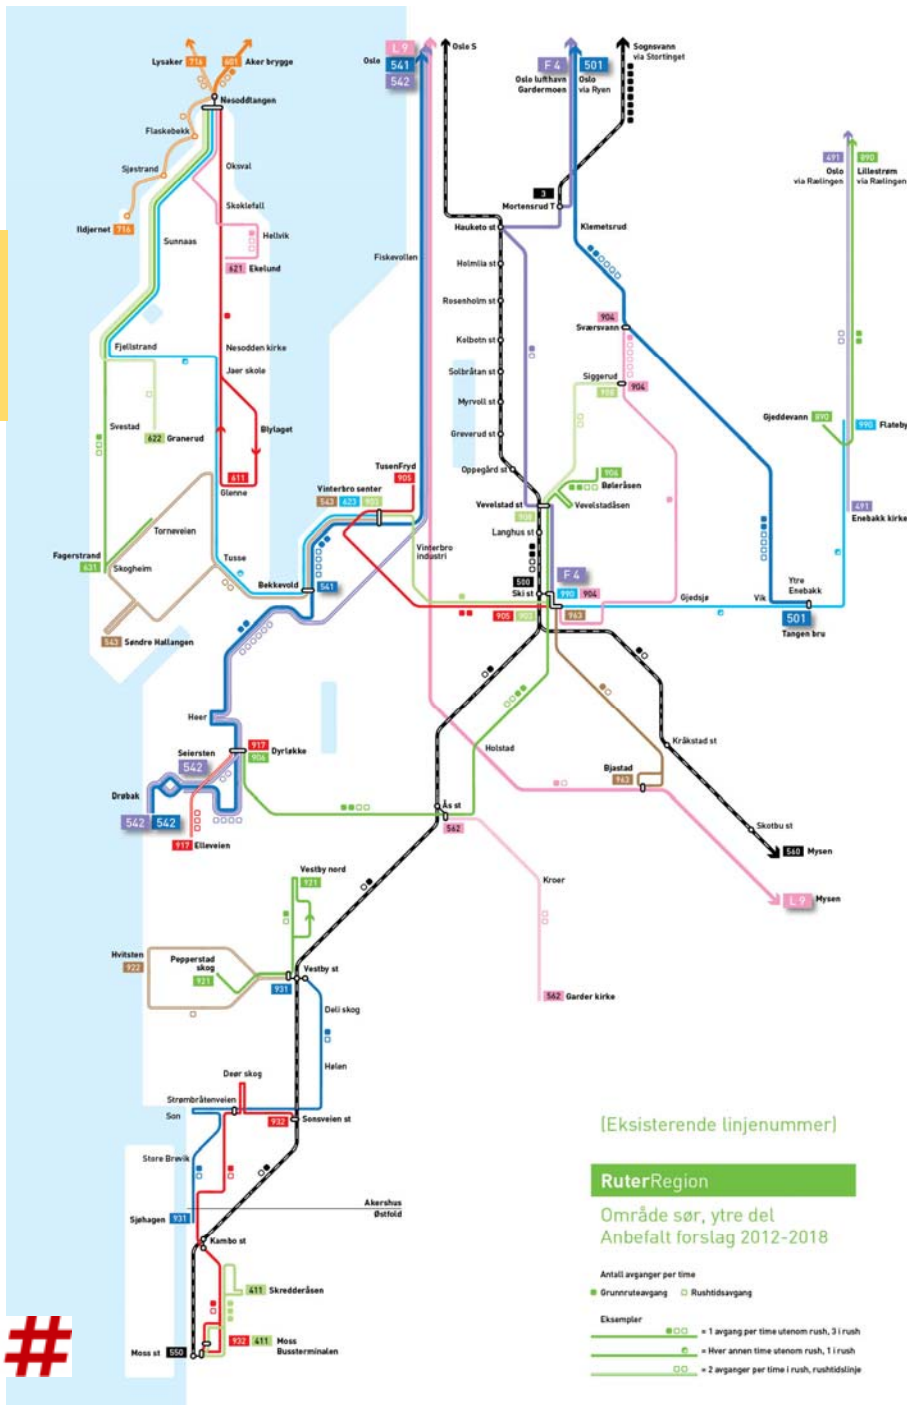 L 9
541
542
Oslo
Oslo S
F 4
501
Oslo lufthavn
Gardermoen
Oslo
via Ryen
Sognsvann
via Stortinget
Lysaker 716
601 Aker brygge
Nesoddtangen
Flaskebekk
Sjøstrand
Ildjernet 716
Oksval
Skoklefall
Hellvik
621 Ekelund
Sunnaas
Fiskevollen
3
Mortensrud T
Hauketo st
Klemetsrud
Holmlia st
Rosenholm st
Kolbotn st
Solbråtan st
Myrvoll st
Greverud st
Oppegård st
491
Oslo
via Rælingen
890
Lillestrøm
via Rælingen
904
Sværsvann
Siggerud
908
904
Gjeddevann 890
990 Flateby
491
Enebakk kirke
Fjellstrand
Nesodden kirke
Jaer skole
Svestad
622 Granerud
Blylaget
611
Glenne
TusenFryd
905
Vinterbro senter
543 623 903
906
Bøleråsen
Vevelstad st
908
Vevelstadåsen
Langhus st
Torneveien
Fagerstrand
631
Skogheim
Tusse
Bekkevold
541
Vinterbro
industri
500
Ski st
F 4
990 904
905 903
963
Gjedsjø
Vik
Ytre
Enebakk
501
Tangen bru
543 Søndre Hallangen
Heer
Seiersten
542
917
906
Dyrløkke
Holstad
Kråkstad st
Bjastad
963
Drøbak
542 542
917 Elleveien
Ås st
562
Skotbu st
560 Mysen
L 9 Mysen
Vestby nord
921
Kroer
Hvitsten
922
Pepperstad
skog
921
Vestby st
931
562 Garder kirke
Deli skog
Hølen
Deør skog
Strømbråtenveien
Son
932
Sonsveien st
Store Brevik
Sjøhagen 931
Akershus
Østfold
Kambo st
411 Skredderåsen
932 411 Moss
Bussterminalen
Moss st 550
#
(Eksisterende linjenummer)
RuterRegion
Område sør, ytre del
Anbefalt forslag 2012-2018
Antall avganger per time
Grunnruteavgang Rushtidsavgang
Eksempler
= 1 avgang per time utenom rush, 3 i rush
= Hver annen time utenom rush, 1 i rush
= 2 avganger per time i rush, rushtidslinje